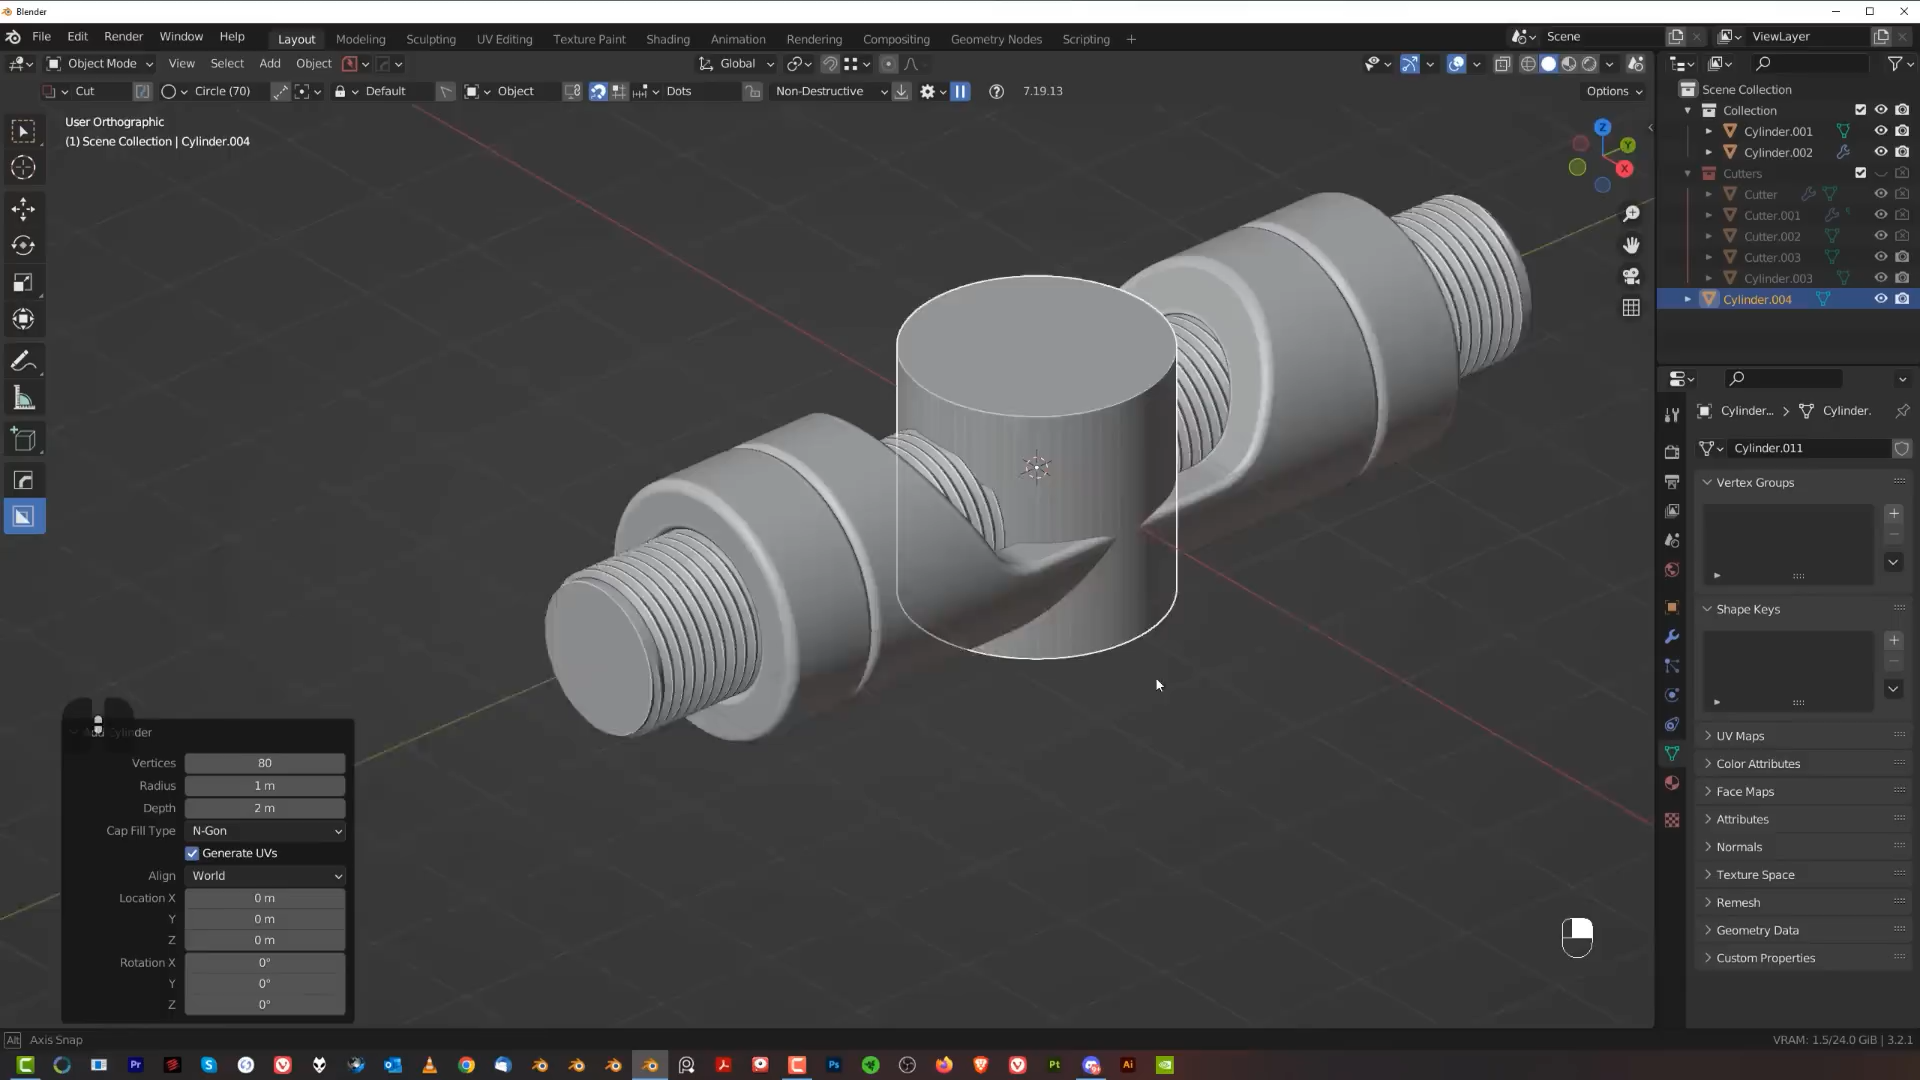 Blender
File Edit Render Window Help Layout Modeling Sculpting UV Editing Texture Paint Shading Animation Rendering Compositing Geometry Nodes Scripting + Scene ViewLayer
Object Mode View Select Add Object Global
Cut Circle (70) Default Object Dots Non-Destructive 7.19.13 Options
User Orthographic
(1) Scene Collection | Cylinder.004
Z
Y
X
Scene Collection
Collection
Cylinder.001
Cylinder.002
Cutters
Cutter
Cutter.001
Cutter.002
Cutter.003
Cylinder.003
Cylinder.004
Cylinder... > Cylinder.
Cylinder.011
Vertex Groups
Shape Keys
UV Maps
Color Attributes
Face Maps
Attributes
Normals
Texture Space
Remesh
Geometry Data
Custom Properties
Add Cylinder
Vertices 80
Radius 1 m
Depth 2 m
Cap Fill Type N-Gon
Generate UVs
Align World
Location X 0 m
Y 0 m
Z 0 m
Rotation X 0°
Y 0°
Z 0°
Alt Axis Snap
VRAM: 1.5/24.0 GiB | 3.2.1
Pr
Ps
Pt
Ai